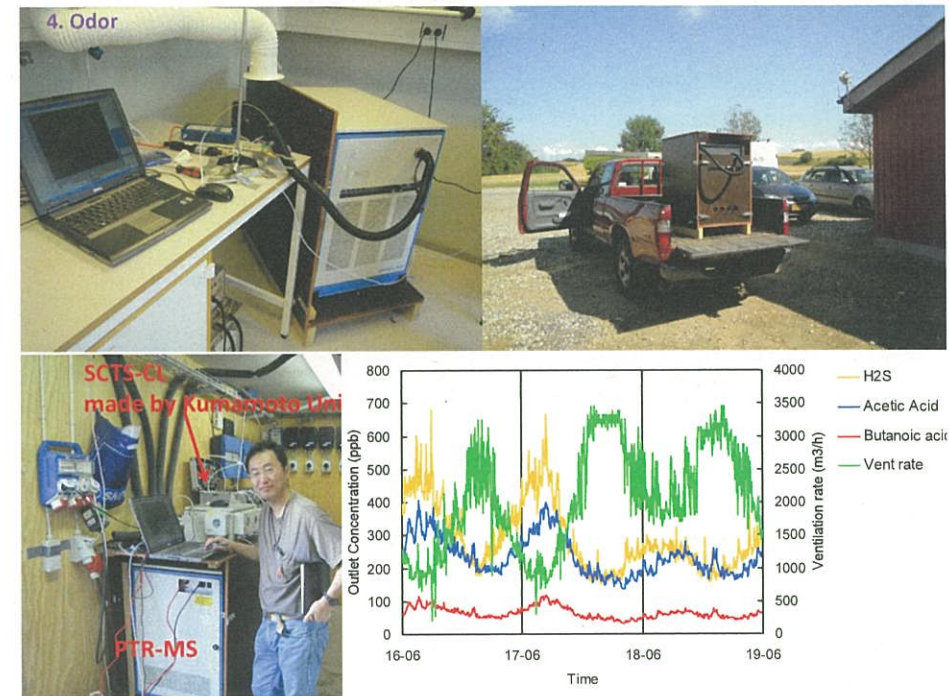 4. Odor
SCTS-CL
made by Kumamoto Uni
PTR-MS
Outlet Concentration (ppb)
800
700
600
500
400
300
200
100
0
16-06
17-06
18-06
19-06
Time
4000
3500
3000
2500
2000
1500
1000
500
0
Ventilation rate (m3/h)
H2S
Acetic Acid
Butanoic aci
Vent rate